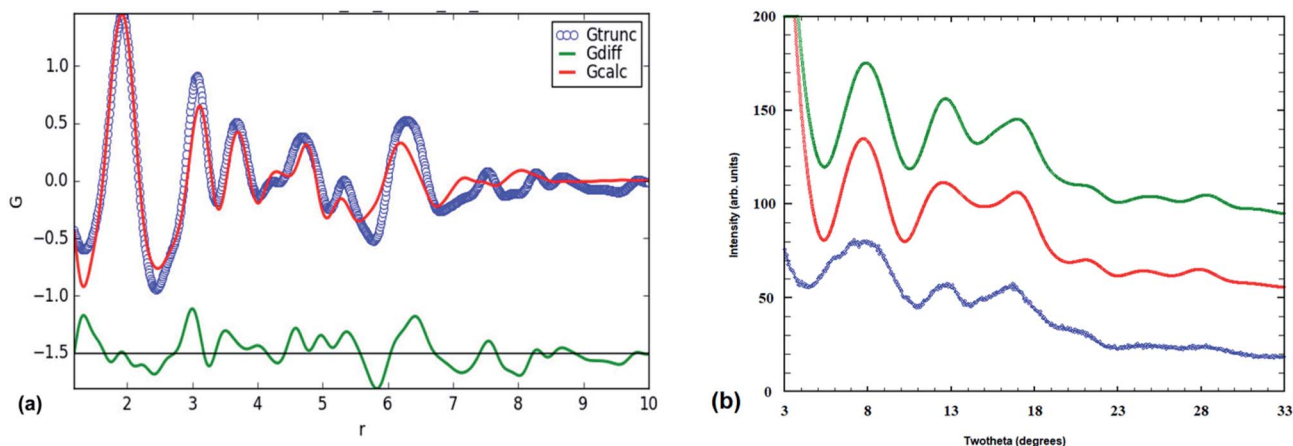 Gtrunc
Gdiff
Gcalc
1.0
0.5
0.0
−0.5
−1.0
−1.5
G
2 3 4 5 6 7 8 9 10
r
(a)
200
150
100
50
0
Intensity (arb. units)
3 8 13 18 23 28 33
Twotheta (degrees)
(b)